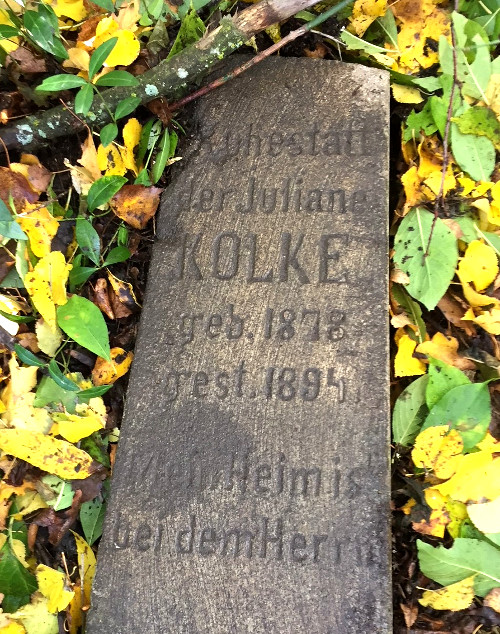 Ruhestatt
der Juliane
KOLKE
geb. 1878
gest. 1895
Mein Heim ist
bei dem Herrn